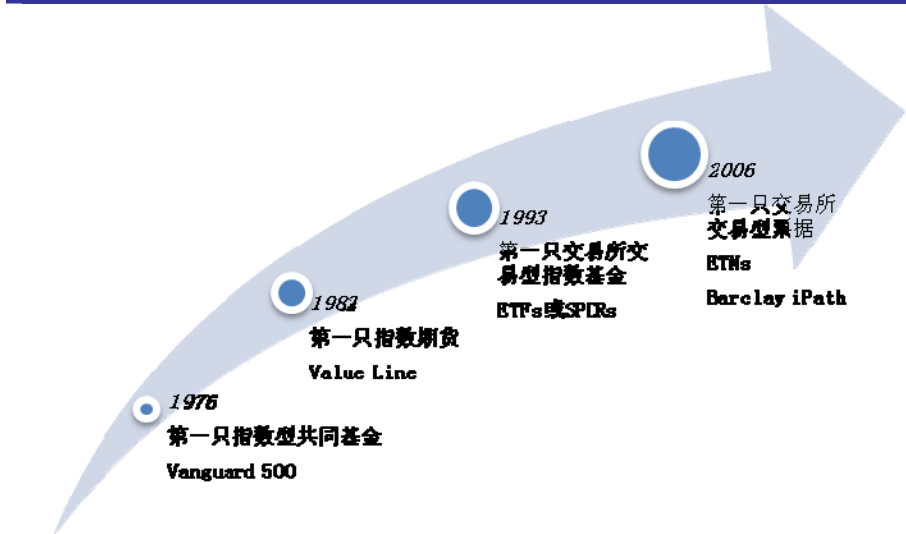 1976
第一只指数型共同基金
Vanguard 500
1982
第一只指数期货
Value Line
1993
第一只交易所交
易型指数基金
ETFs或SPDRs
2006
第一只交易所
交易型票据
ETNs
Barclay iPath